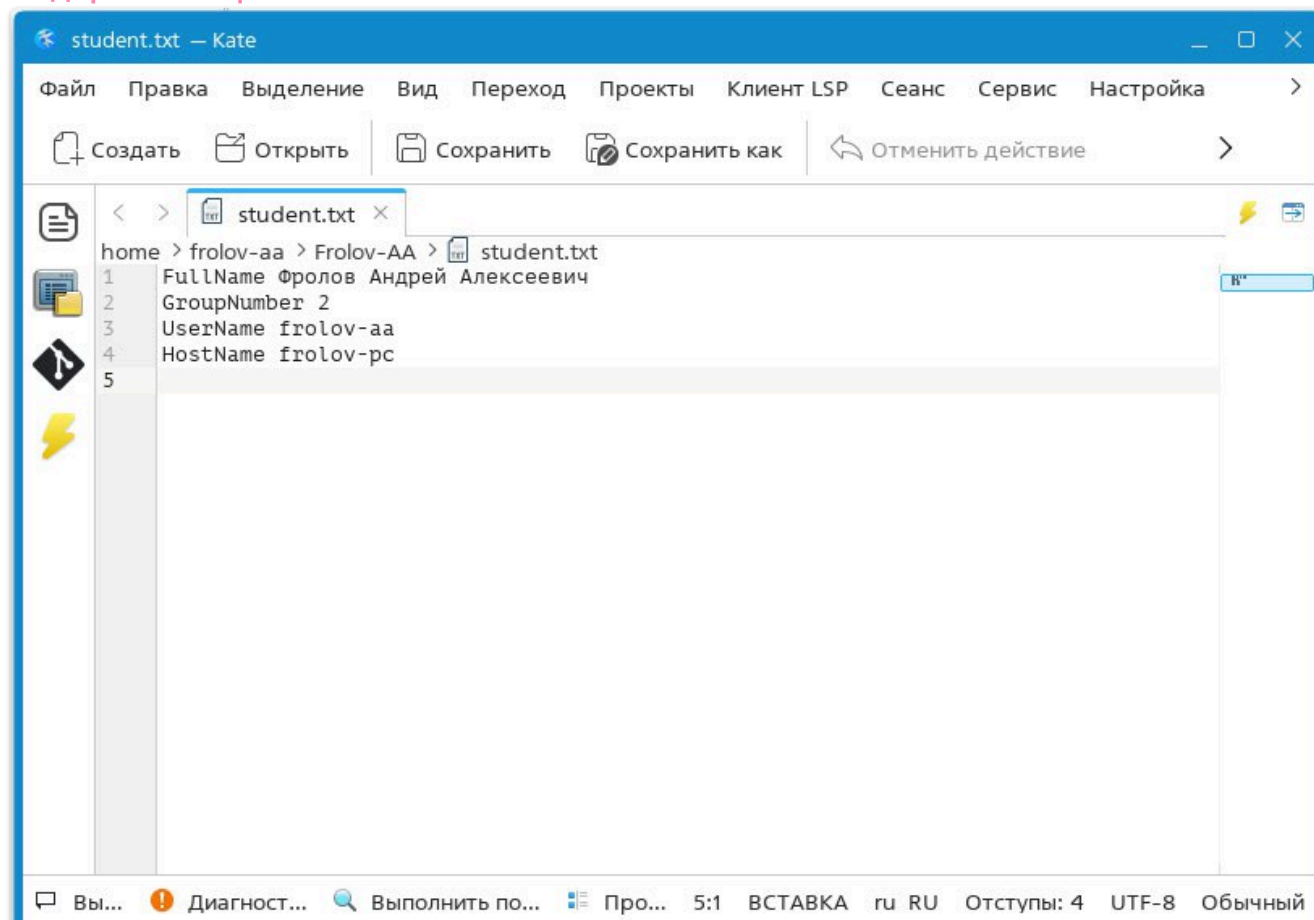 student.txt — Kate
Файл Правка Выделение Вид Переход Проекты Клиент LSP Сеанс Сервис Настройка >
Создать Открыть Сохранить Сохранить как Отменить действие >
< > student.txt ×
home > frolov-aa > Frolov-AA > student.txt
1 FullName Фролов Андрей Алексеевич
2 GroupNumber 2
3 UserName frolov-aa
4 HostName frolov-pc
5
Вы... Диагност... Выполнить по... Про... 5:1 ВСТАВКА ru_RU Отступы: 4 UTF-8 Обычный